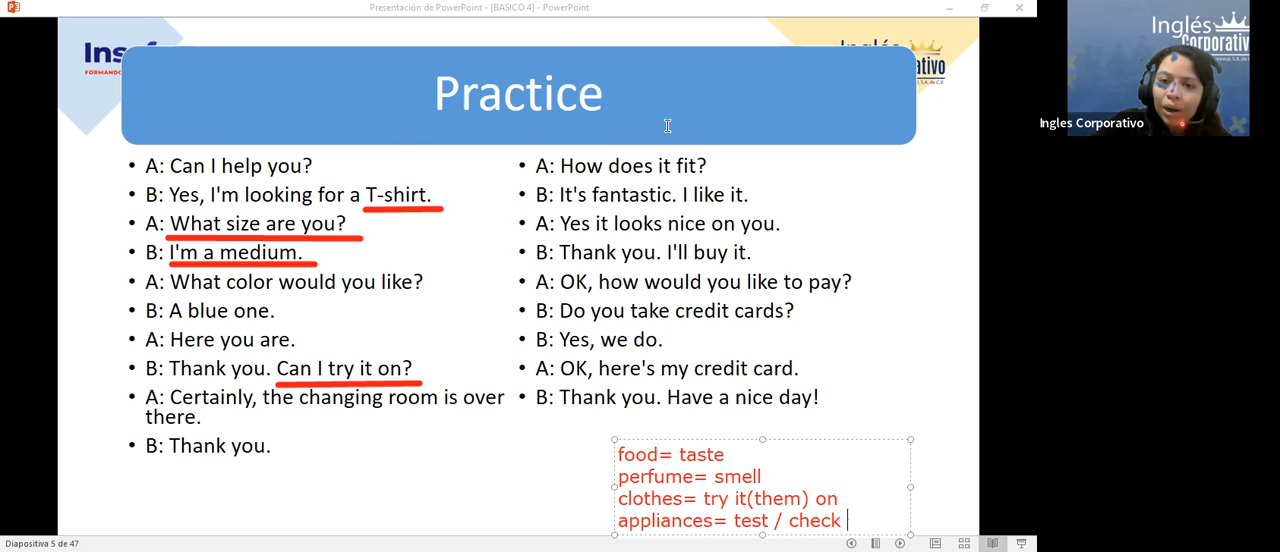 Presentación de PowerPoint - [BASICO 4] - PowerPoint
Practice
• A: Can I help you?
• B: Yes, I'm looking for a T-shirt.
• A: What size are you?
• B: I'm a medium.
• A: What color would you like?
• B: A blue one.
• A: Here you are.
• B: Thank you. Can I try it on?
• A: Certainly, the changing room is over
there.
• B: Thank you.
• A: How does it fit?
• B: It's fantastic. I like it.
• A: Yes it looks nice on you.
• B: Thank you. I'll buy it.
• A: OK, how would you like to pay?
• B: Do you take credit cards?
• B: Yes, we do.
• A: OK, here's my credit card.
• B: Thank you. Have a nice day!
food= taste
perfume= smell
clothes= try it(them) on
appliances= test / check
Inglés
Corporativo
Ingles Corporativo
Diapositiva 5 de 47